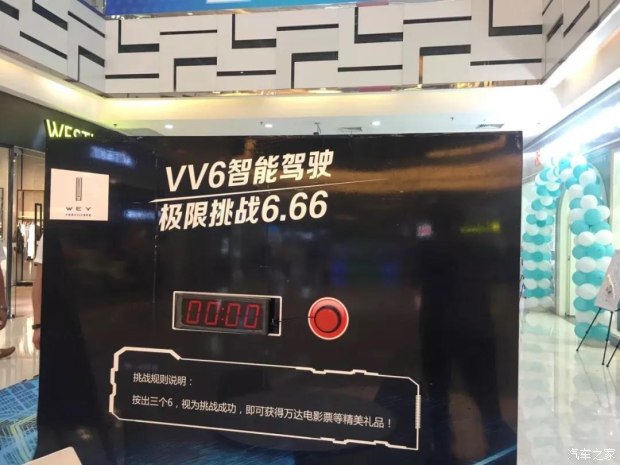 WEST
WEY
VV6智能驾驶
极限挑战6.66
00:00
挑战规则说明：
按出三个6，视为挑战成功，即可获得万达电影票等精美礼品！
汽车之家